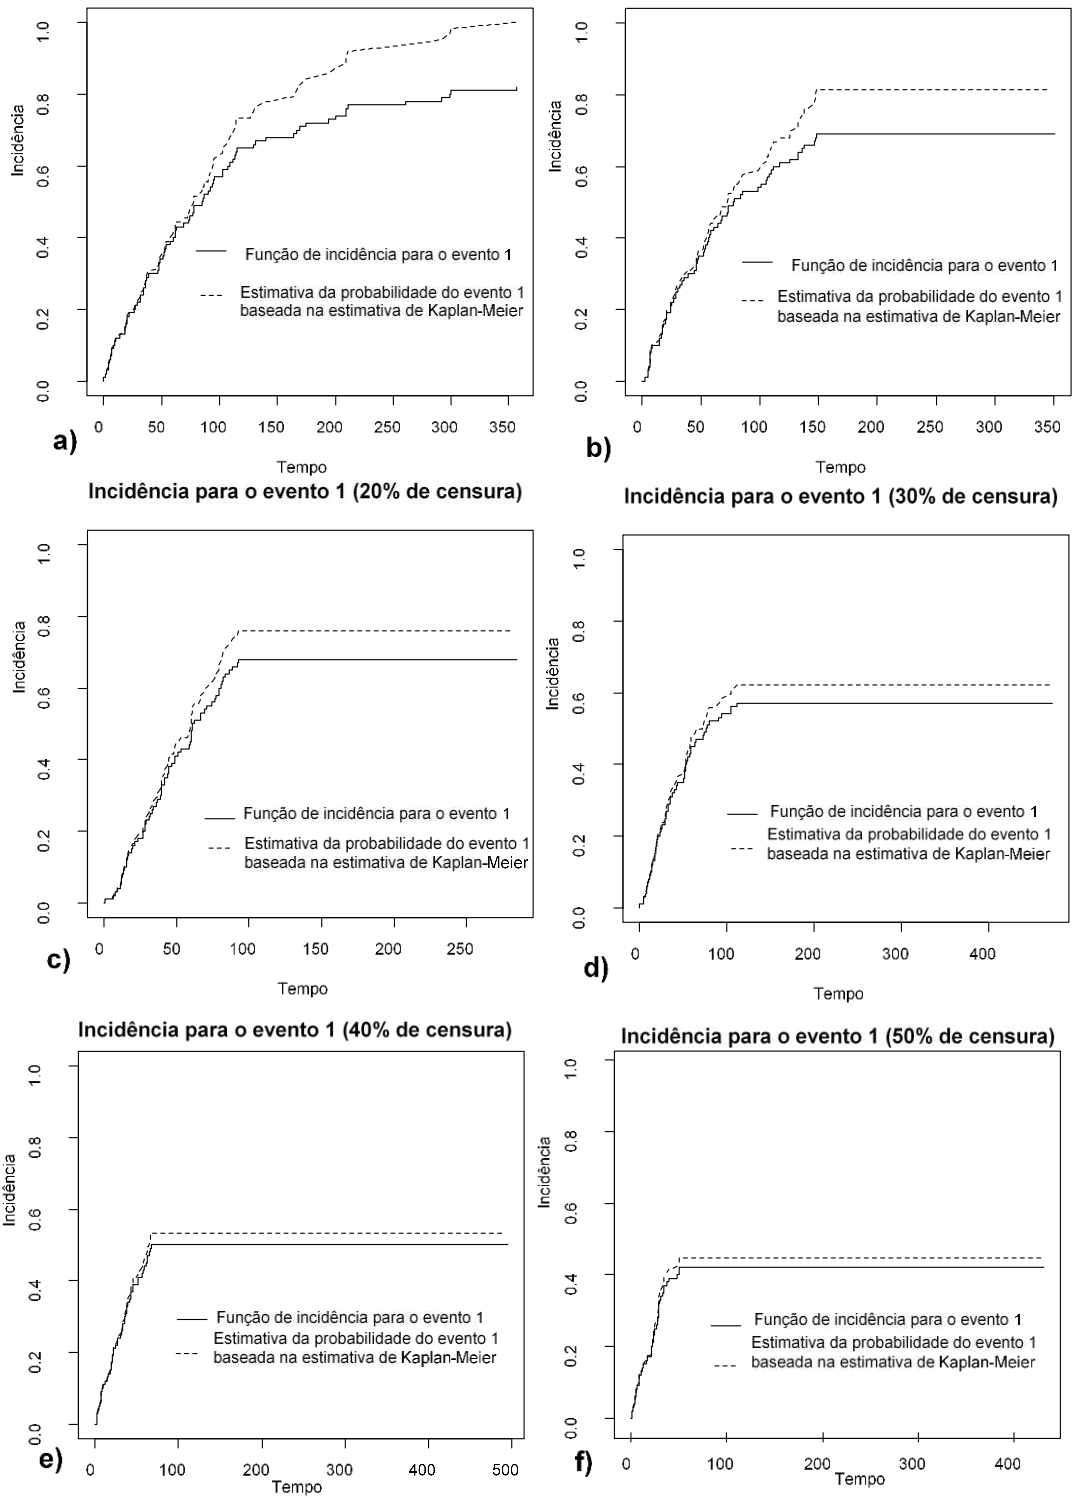 1.0
0.8
0.6
0.4
0.2
0.0
Incidência
Função de incidência para o evento 1
Estimativa da probabilidade do evento 1
baseada na estimativa de Kaplan-Meier
0 50 100 150 200 250 300 350
a)
Tempo
1.0
0.8
0.6
0.4
0.2
0.0
Incidência
Função de incidência para o evento 1
Estimativa da probabilidade do evento 1
baseada na estimativa de Kaplan-Meier
0 50 100 150 200 250 300 350
b)
Tempo
Incidência para o evento 1 (20% de censura)
1.0
0.8
0.6
0.4
0.2
0.0
Incidência
Função de incidência para o evento 1
Estimativa da probabilidade do evento 1
baseada na estimativa de Kaplan-Meier
0 50 100 150 200 250
c)
Tempo
Incidência para o evento 1 (30% de censura)
1.0
0.8
0.6
0.4
0.2
0.0
Incidência
Função de incidência para o evento 1
Estimativa da probabilidade do evento 1
baseada na estimativa de Kaplan-Meier
0 100 200 300 400
d)
Tempo
Incidência para o evento 1 (40% de censura)
1.0
0.8
0.6
0.4
0.2
0.0
Incidência
Função de incidência para o evento 1
Estimativa da probabilidade do evento 1
baseada na estimativa de Kaplan-Meier
0 100 200 300 400 500
e)
Tempo
Incidência para o evento 1 (50% de censura)
1.0
0.8
0.6
0.4
0.2
0.0
Incidência
Função de incidência para o evento 1
Estimativa da probabilidade do evento 1
baseada na estimativa de Kaplan-Meier
0 100 200 300 400
f)
Tempo